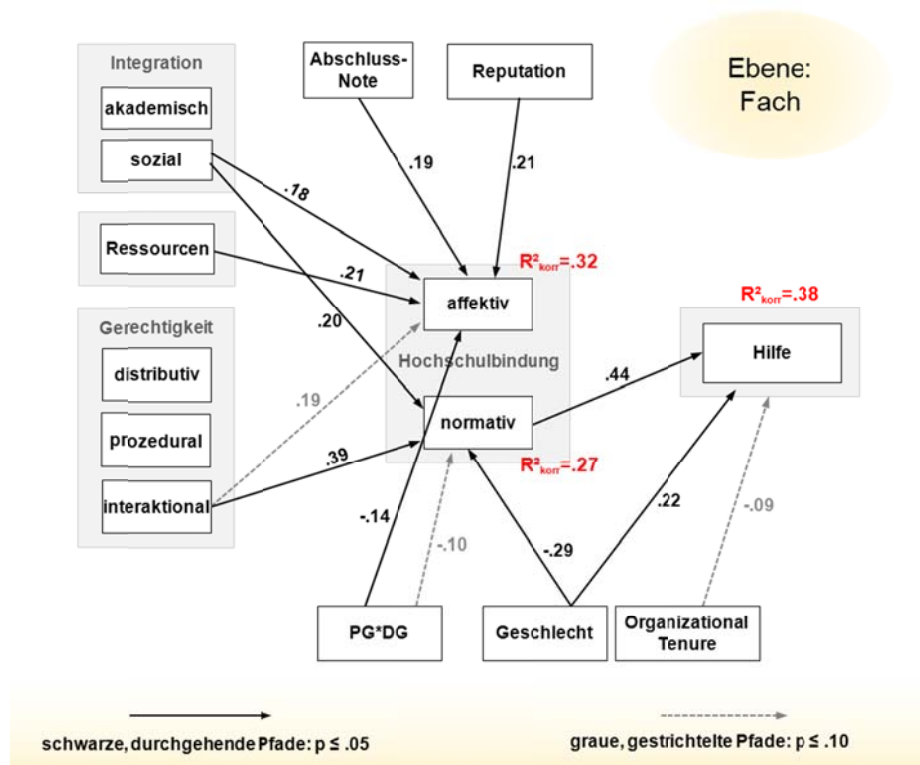 Integration
akademisch
sozial
Abschluss-
Note
Reputation
Ebene:
Fach
.18
.19
.21
Ressourcen
.21
.20
R²korr=.32
affektiv
Hochschulbindung
R²korr=.38
Hilfe
Gerechtigkeit
distributiv
prozedural
interaktional
.19
.39
normativ
.44
R²korr=.27
-.14
-.10
-.29
.22
-.09
PG*DG
Geschlecht
Organizational
Tenure
schwarze, durchgehende Pfade: p ≤ .05
graue, gestrichtelte Pfade: p ≤ .10